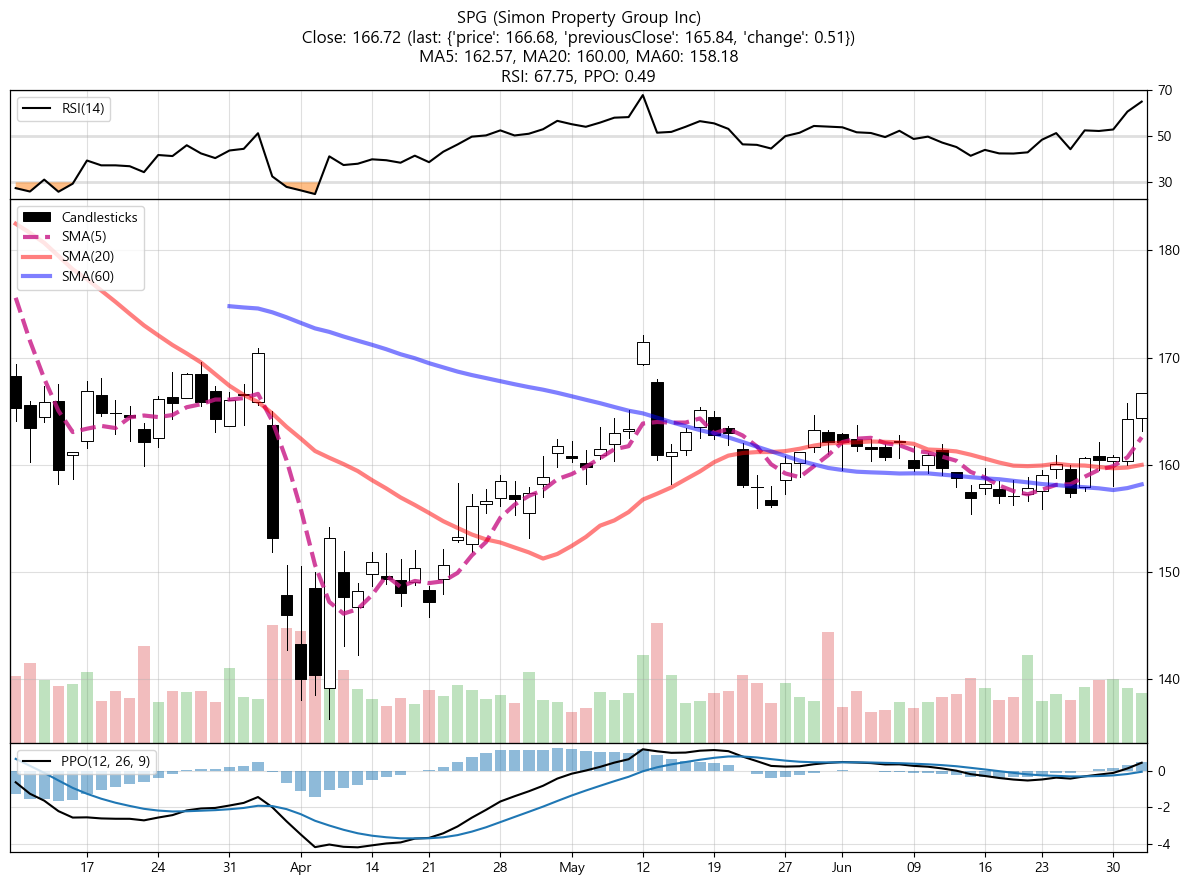 SPG (Simon Property Group Inc)
Close: 166.72 (last: {'price': 166.68, 'previousClose': 165.84, 'change': 0.51})
MA5: 162.57, MA20: 160.00, MA60: 158.18
RSI: 67.75, PPO: 0.49
RSI(14)
70
50
30
Candlesticks
SMA(5)
SMA(20)
SMA(60)
180
170
160
150
140
PPO(12, 26, 9)
0
-2
-4
17 24 31 Apr 14 21 28 May 12 19 27 Jun 09 16 23 30